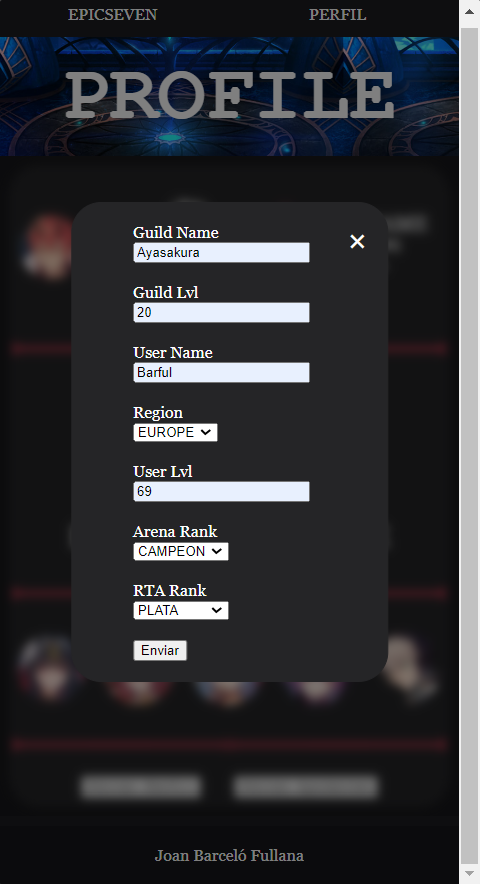 EPICSEVEN PERFIL
PROFILE
Guild Name
×
Ayasakura
Guild Lvl
20
User Name
Barful
Region
EUROPE
User Lvl
69
Arena Rank
CAMPEON
RTA Rank
PLATA
Enviar
Joan Barceló Fullana